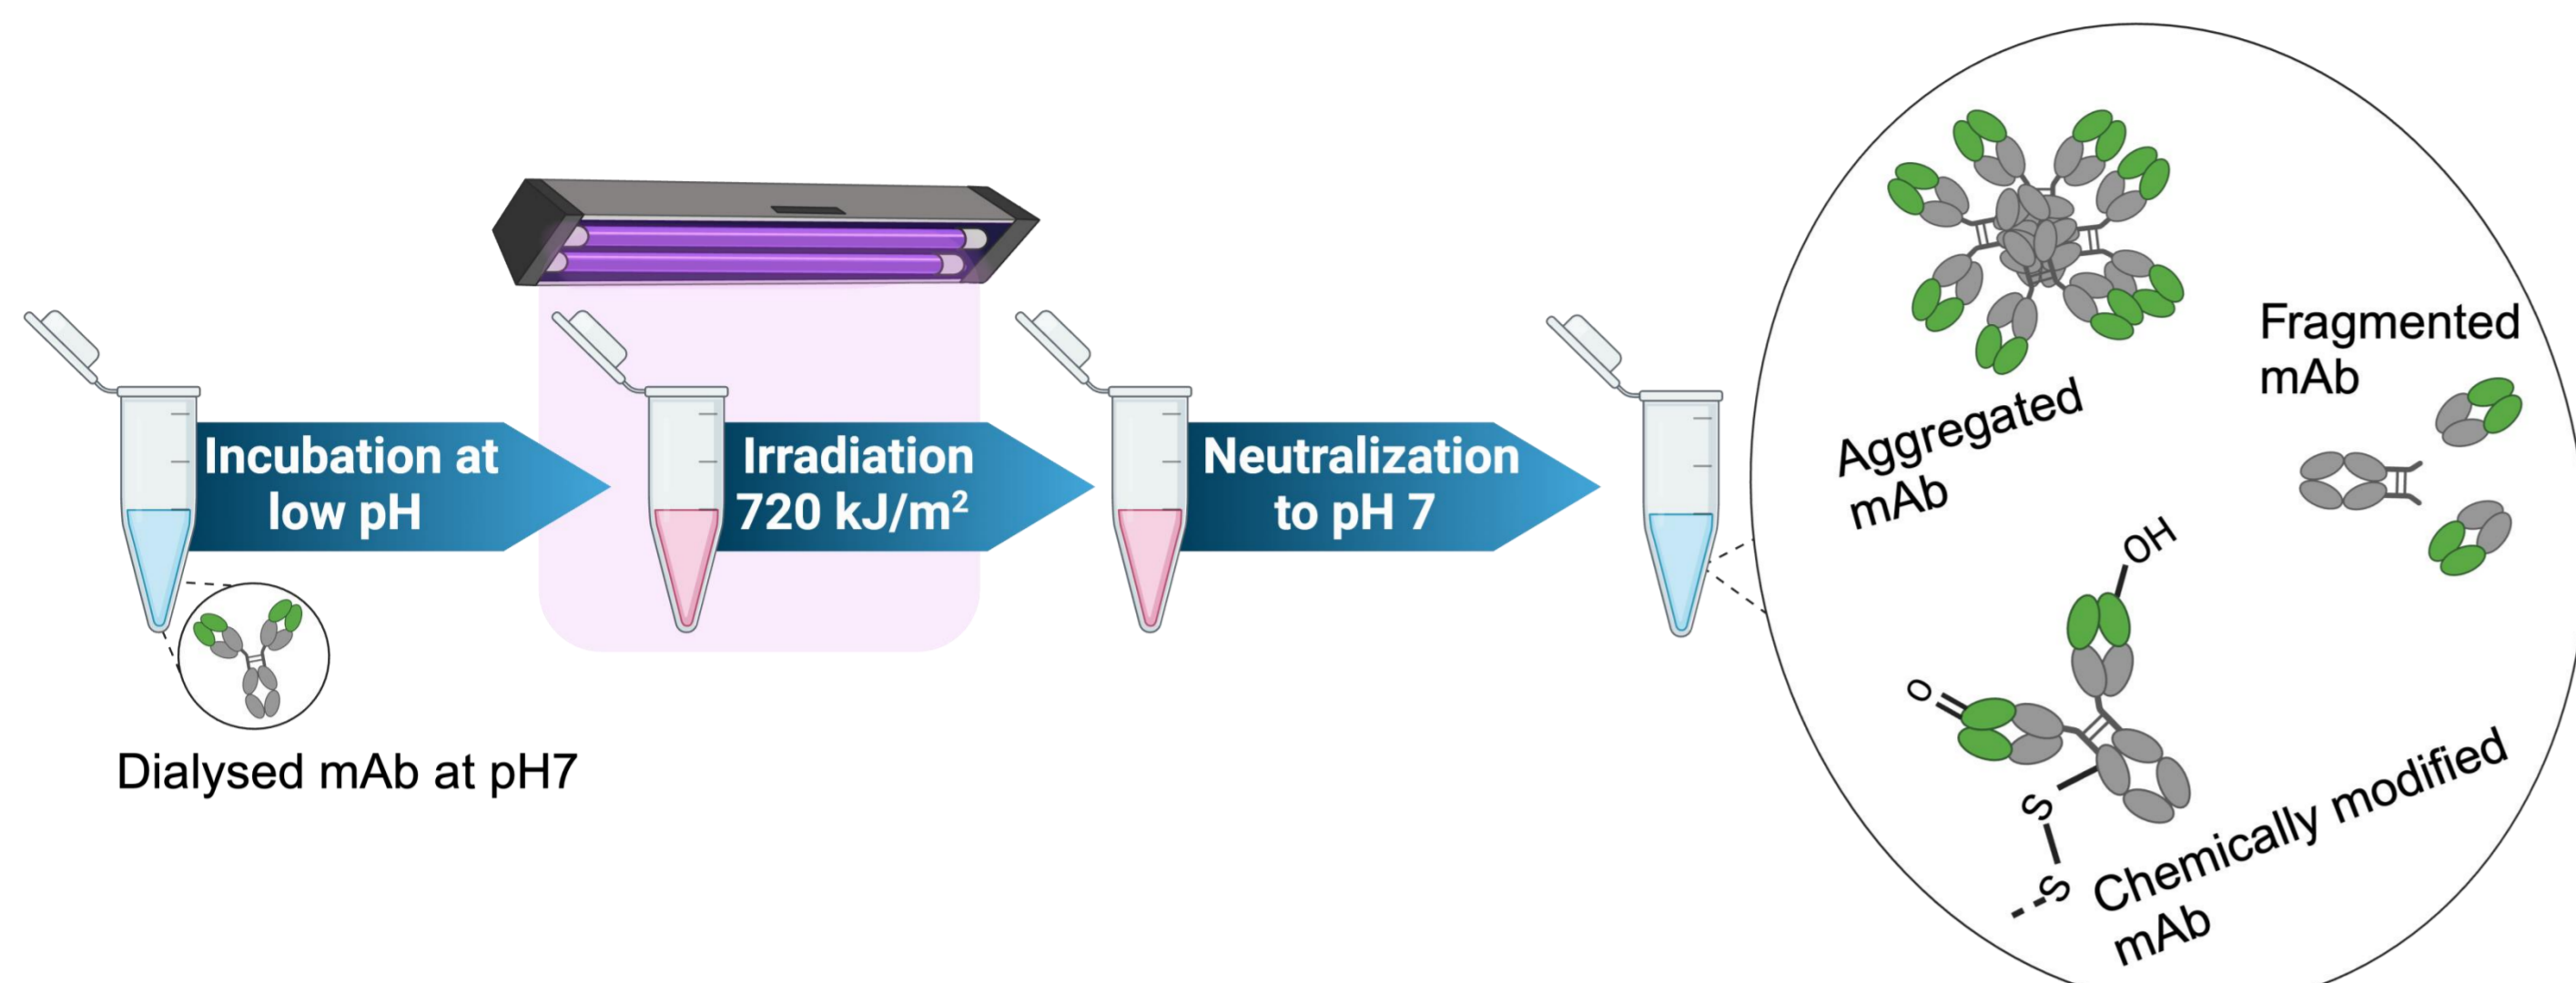 Incubation at
low pH
Irradiation
720 kJ/m²
Neutralization
to pH 7
Dialysed mAb at pH7
Aggregated
mAb
Fragmented
mAb
OH
O
S
S
Chemically modified
mAb